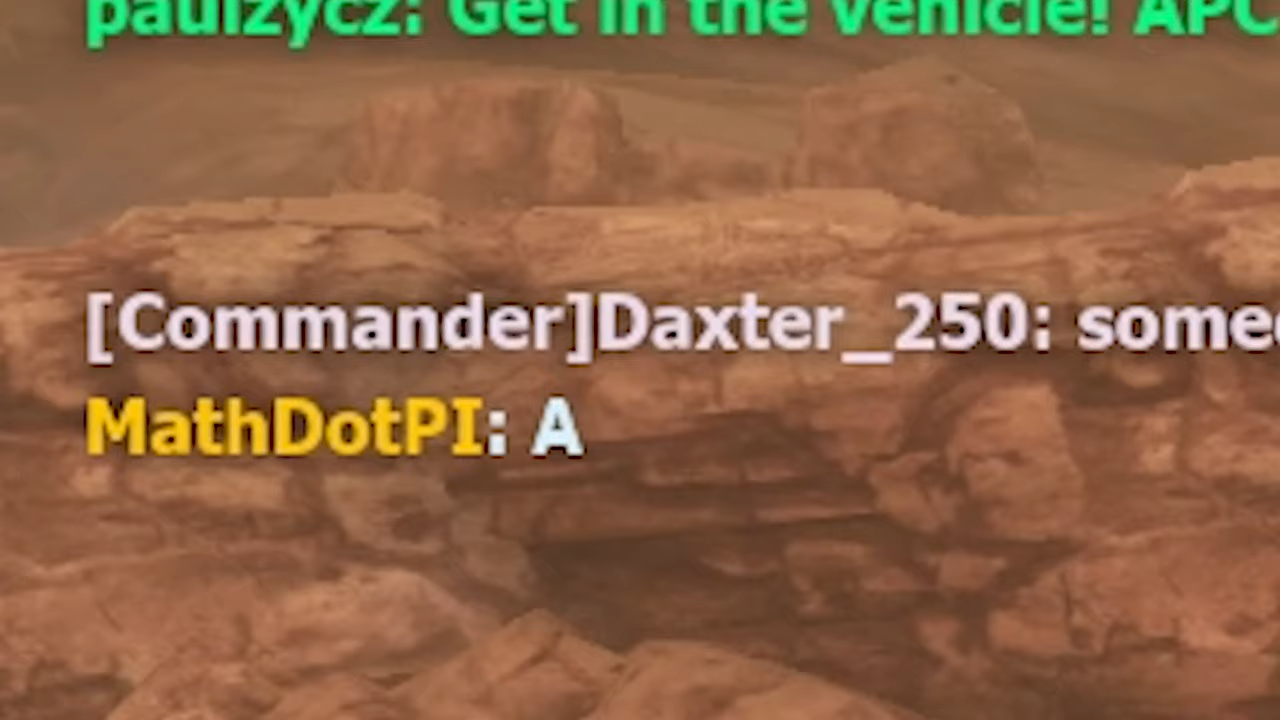 paulzycz: Get in the vehicle! APC
[Commander]Daxter_250: some
MathDotPI: A